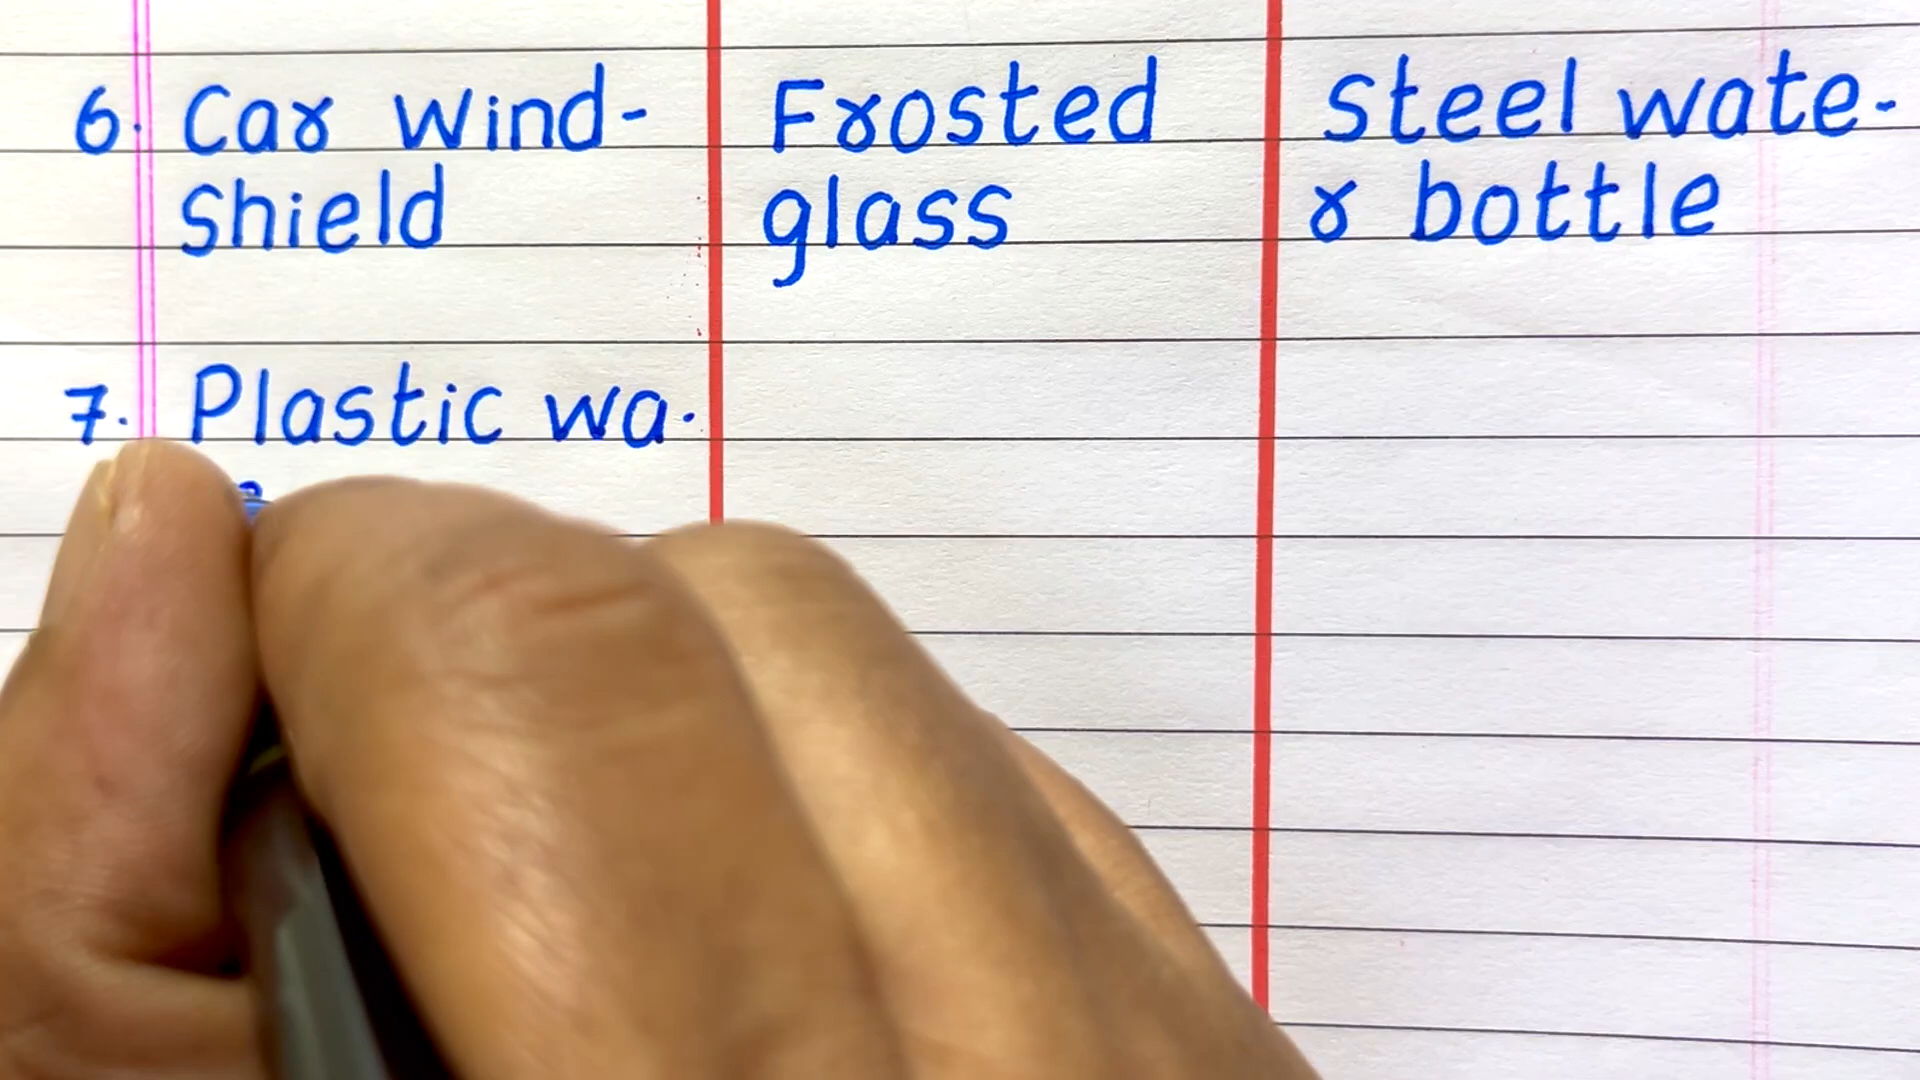 6. Car wind- Frosted Steel wate-
shield glass r bottle
7. Plastic wa-